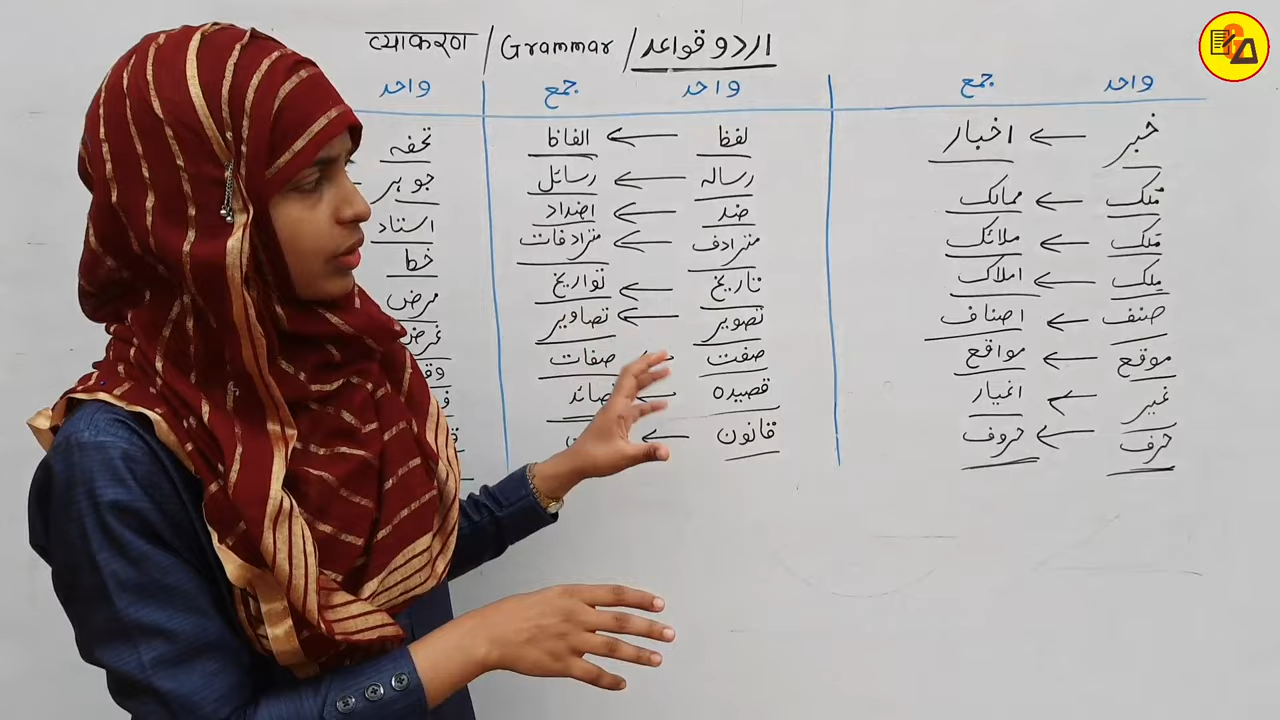 व्याकरण / Grammar / اردو قواعد
واحد جمع واحد جمع واحد
خبر ← اخبار
مُلک ← ممالک
مَلک ← ملائک
مِلک ← املاک
صنف ← اصناف
موقع ← مواقع
غیر ← اغیار
حرف ← حروف
لفظ ← الفاظ
رسالہ ← رسائل
ضد ← اضداد
مترادف ← مترادفات
تاریخ ← تواریخ
تصویر ← تصاویر
صفت ← صفات
قصیدہ ←
قانون ←
تحفہ
جوہر
استاد
خط
مرض
غرض